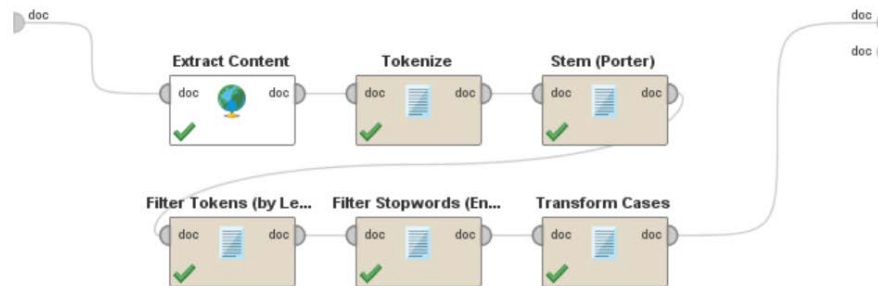 doc
doc
doc
Extract Content
Tokenize
Stem (Porter)
doc
doc
doc
doc
doc
doc
Filter Tokens (by Le...
Filter Stopwords (En...
Transform Cases
doc
doc
doc
doc
doc
doc